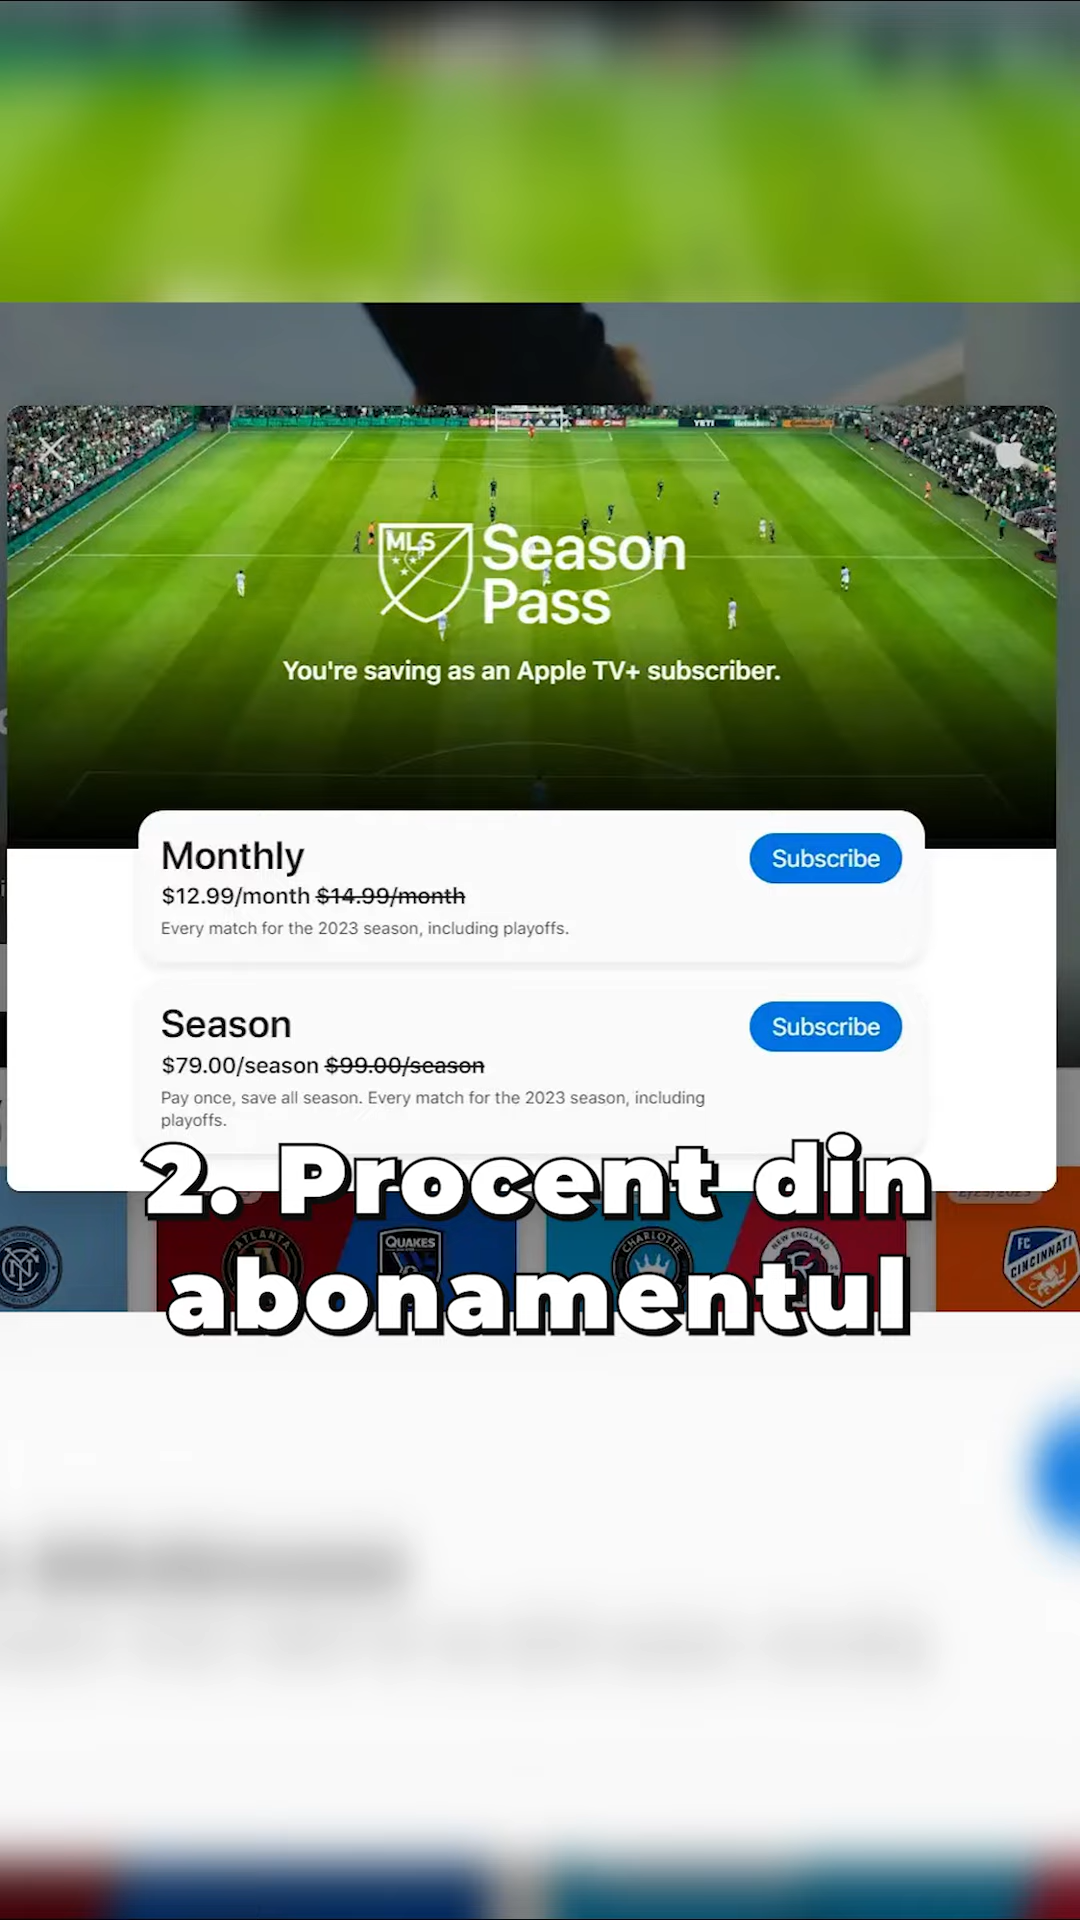 YETI
Heineken
MLS
Season
Pass
You're saving as an Apple TV+ subscriber.
Monthly
Subscribe
$12.99/month $14.99/month
Every match for the 2023 season, including playoffs.
Season
Subscribe
$79.00/season $99.00/season
Pay once, save all season. Every match for the 2023 season, including
playoffs.
2. Procent din
abonamentul
ATLANTA
QUAKES
CHARLOTTE
NEW ENGLAND
FC
CINCINNATI